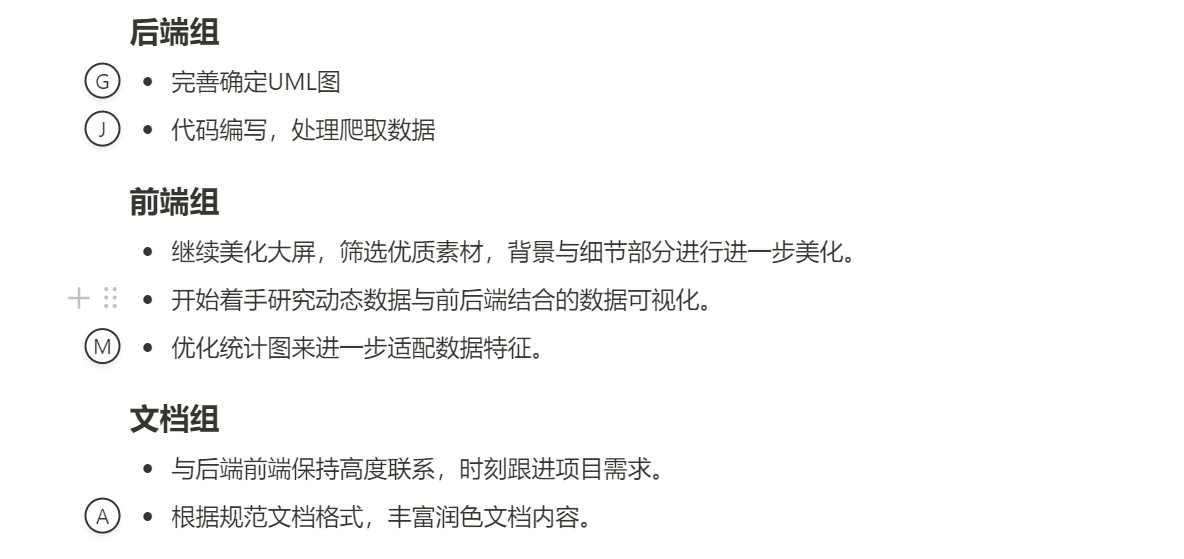 后端组
G • 完善确定UML图
J • 代码编写，处理爬取数据
前端组
• 继续美化大屏，筛选优质素材，背景与细节部分进行进一步美化。
• 开始着手研究动态数据与前后端结合的数据可视化。
M • 优化统计图来进一步适配数据特征。
文档组
• 与后端前端保持高度联系，时刻跟进项目需求。
A • 根据规范文档格式，丰富润色文档内容。